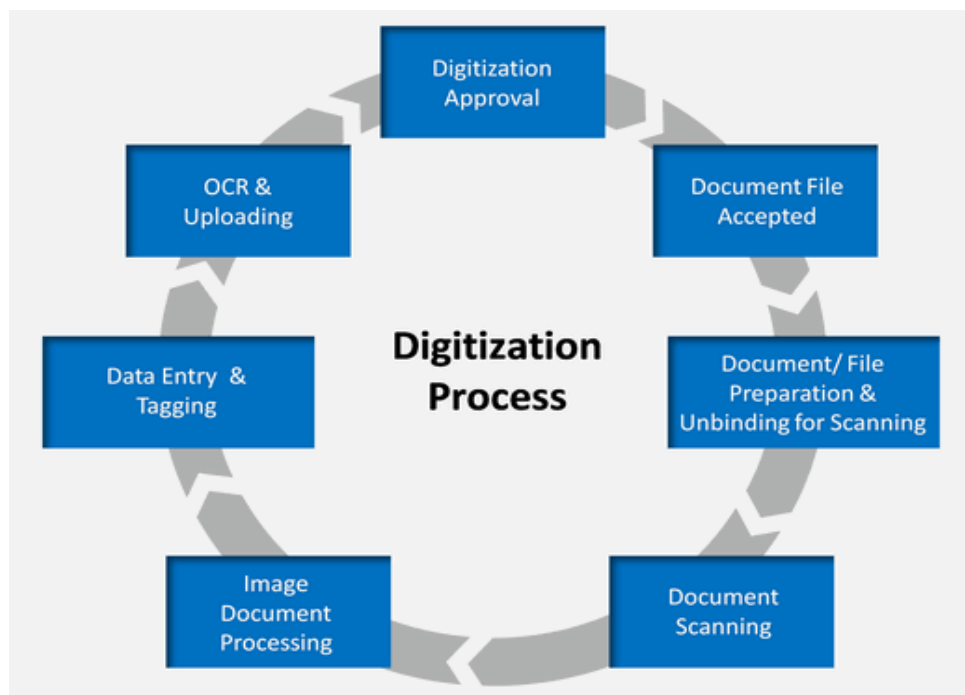 Digitization
Approval
Document File
Accepted
Document/ File
Preparation &
Unbinding for Scanning
Document
Scanning
Image
Document
Processing
Data Entry &
Tagging
OCR &
Uploading
Digitization
Process